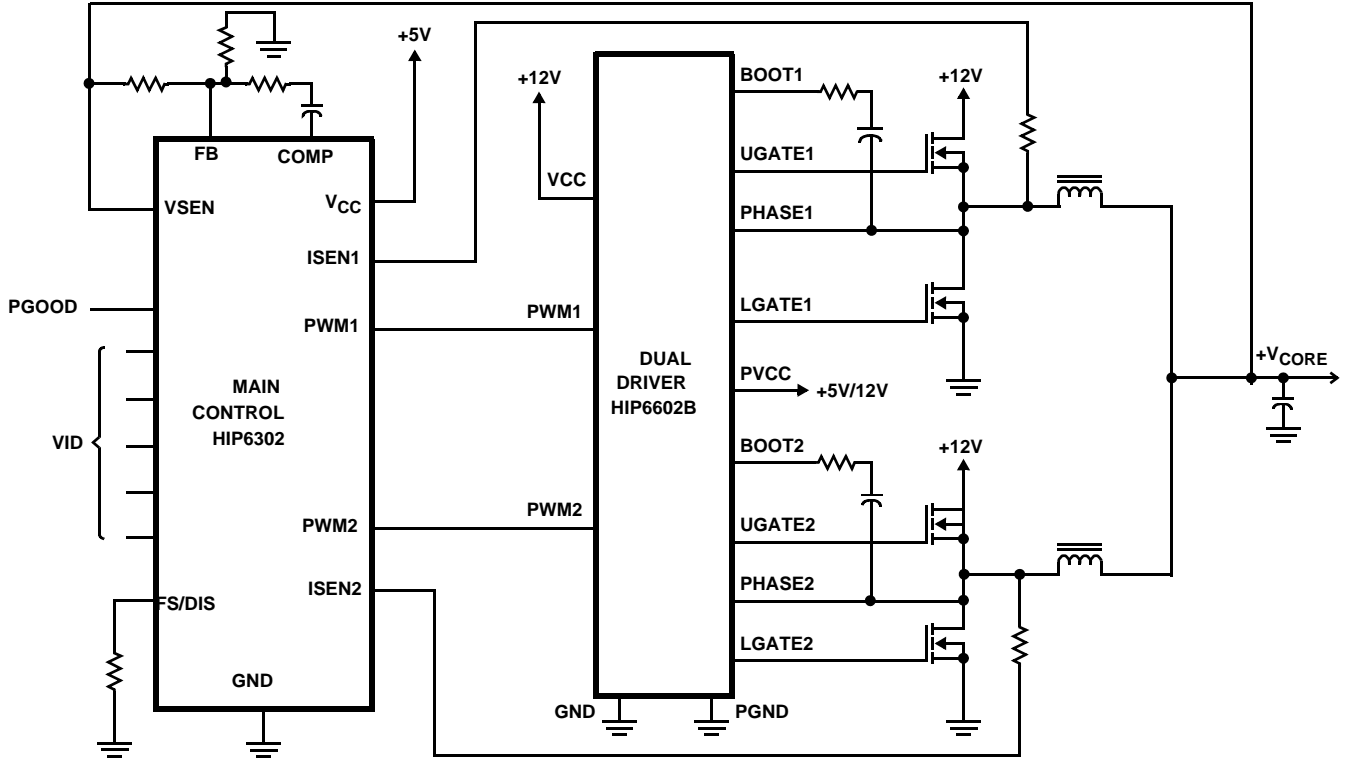 +5V
+12V
BOOT1
+12V
FB
COMP
UGATE1
VCC
VSEN
VCC
PHASE1
ISEN1
PGOOD
PWM1
PWM1
LGATE1
DUAL
DRIVER
HIP6602B
PVCC
+5V/12V
+VCORE
MAIN
CONTROL
HIP6302
VID
BOOT2
+12V
PWM2
PWM2
UGATE2
ISEN2
PHASE2
FS/DIS
LGATE2
GND
GND
PGND